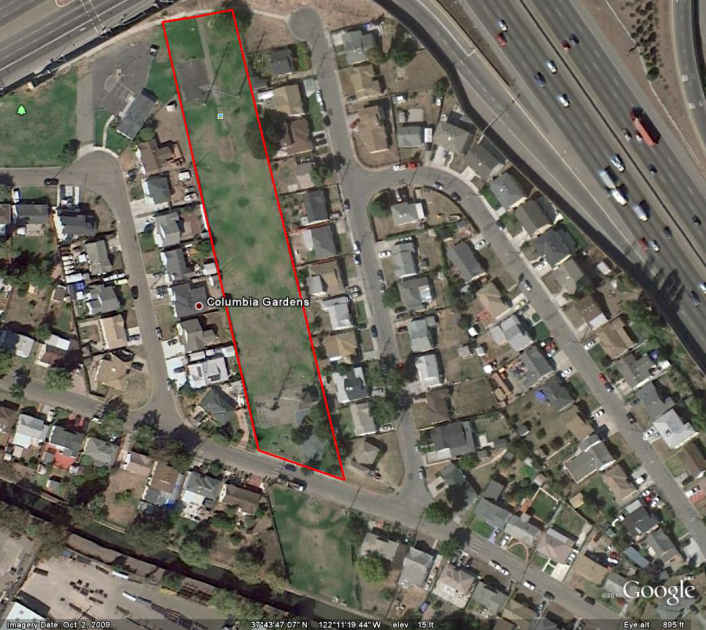 Columbia Gardens
©2010 Google
Imagery Date: Oct 2, 2009 37°43'47.07" N 122°11'19.44" W elev 15 ft Eye alt 895 ft